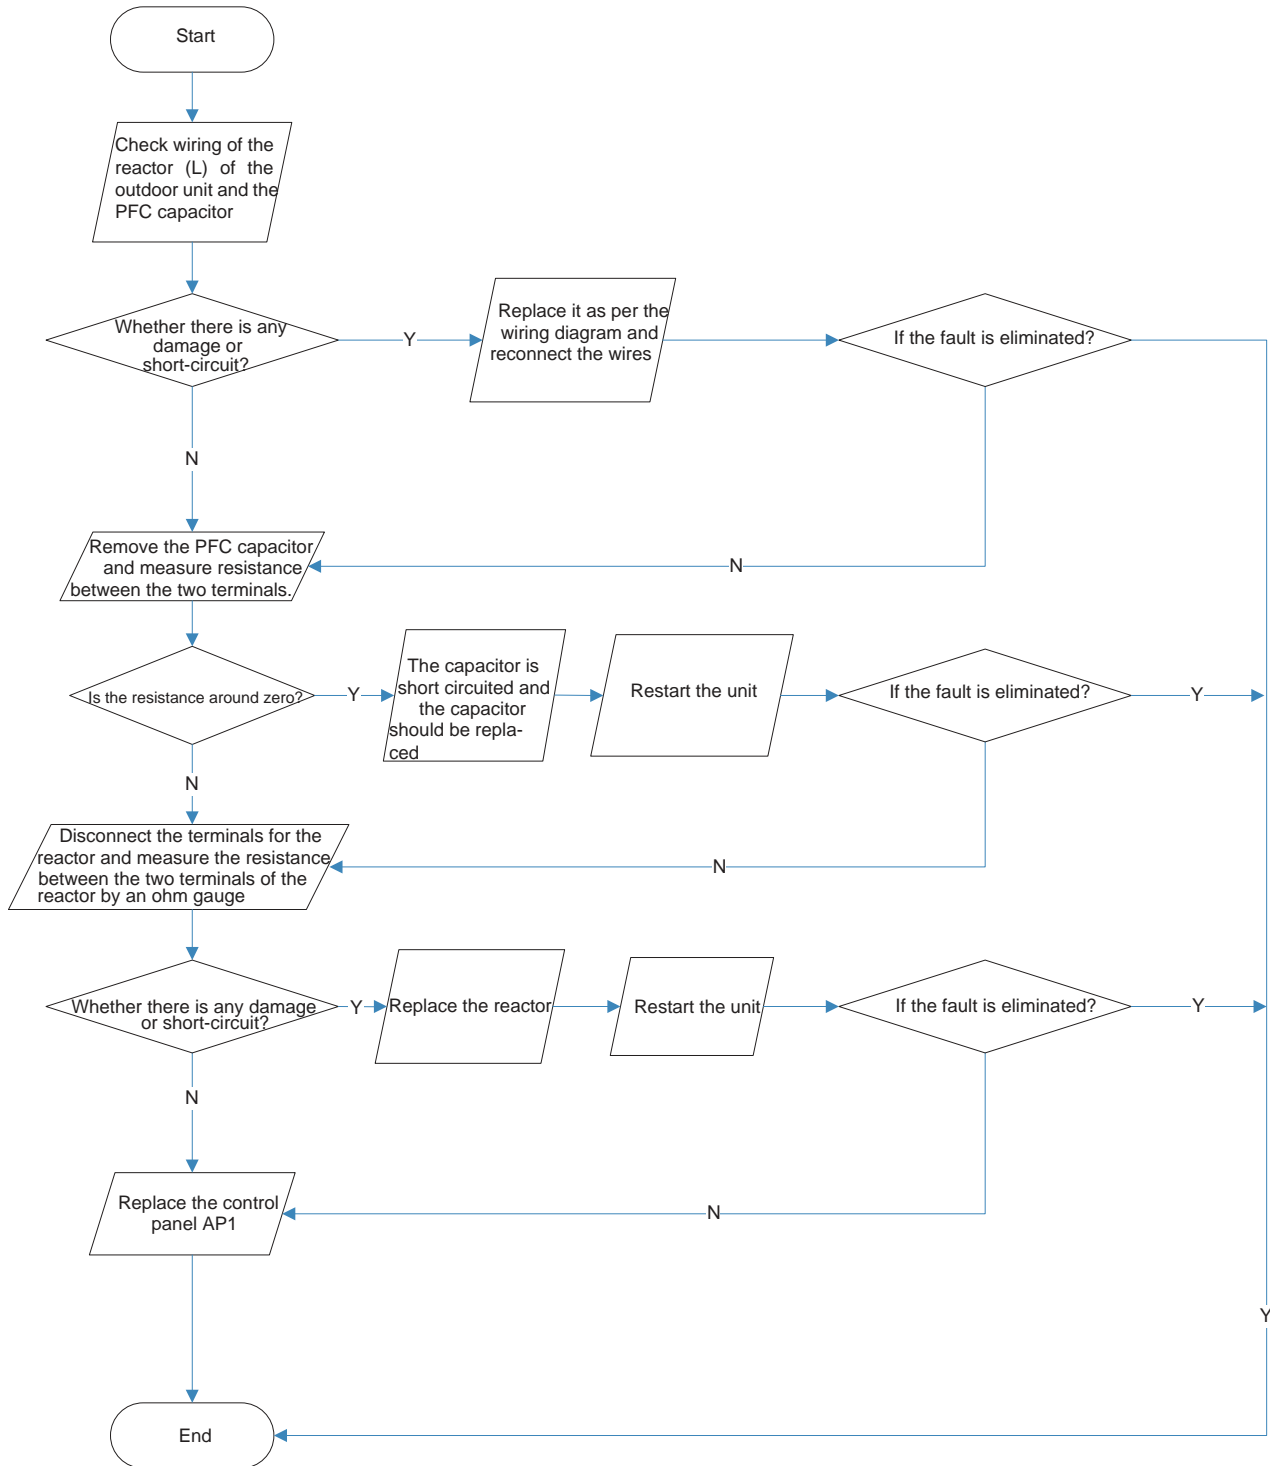 Start
Check wiring of the
reactor (L) of the
outdoor unit and the
PFC capacitor
Whether there is any
damage or
short-circuit?
Y
Replace it as per the
wiring diagram and
reconnect the wires
If the fault is eliminated?
N
Remove the PFC capacitor
and measure resistance
between the two terminals.
N
Is the resistance around zero?
Y
The capacitor is
short circuited and
the capacitor
should be repla-
ced
Restart the unit
If the fault is eliminated?
Y
N
Disconnect the terminals for the
reactor and measure the resistance
between the two terminals of the
reactor by an ohm gauge
N
Whether there is any damage
or short-circuit?
Y
Replace the reactor
Restart the unit
If the fault is eliminated?
Y
N
Replace the control
panel AP1
N
Y
End